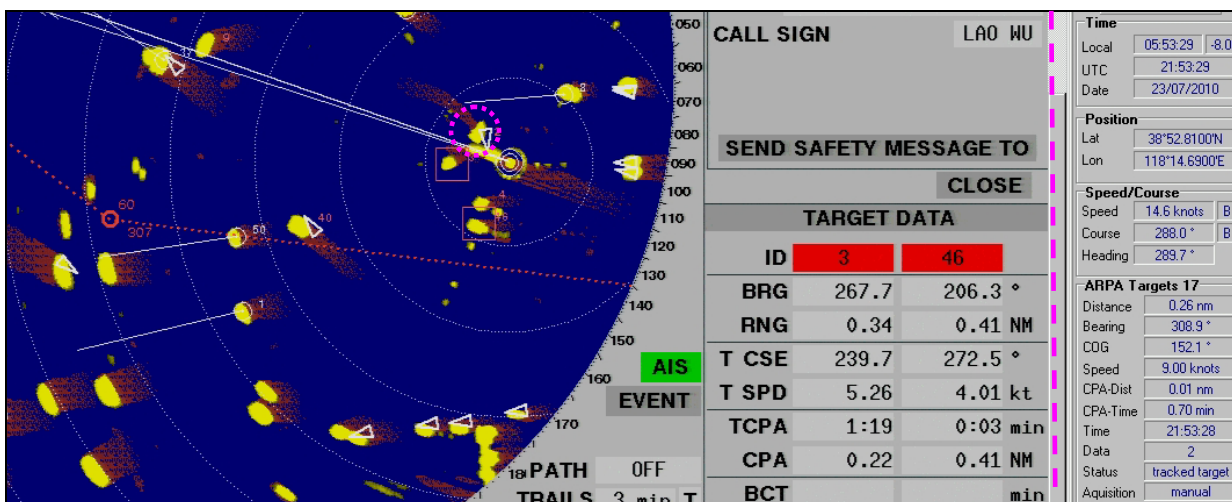 050
060
070
080
090
100
110
120
130
140
150
160
170
9
8
4
40
50
1
60
307
AIS
EVENT
PATH OFF
TRAILS 3 min T
CALL SIGN LAO WU
SEND SAFETY MESSAGE TO
CLOSE
TARGET DATA
ID 3 46
BRG 267.7 206.3 °
RNG 0.34 0.41 NM
T CSE 239.7 272.5 °
T SPD 5.26 4.01 kt
TCPA 1:19 0:03 min
CPA 0.22 0.41 NM
BCT min
Time
Local 05:53:29 -8.0
UTC 21:53:29
Date 23/07/2010
Position
Lat 38°52.8100'N
Lon 118°14.6900'E
Speed/Course
Speed 14.6 knots B
Course 288.0 ° B
Heading 289.7 °
ARPA Targets 17
Distance 0.26 nm
Bearing 308.9 °
COG 152.1 °
Speed 9.00 knots
CPA-Dist 0.01 nm
CPA-Time 0.70 min
Time 21:53:28
Data 2
Status tracked target
Aquisition manual